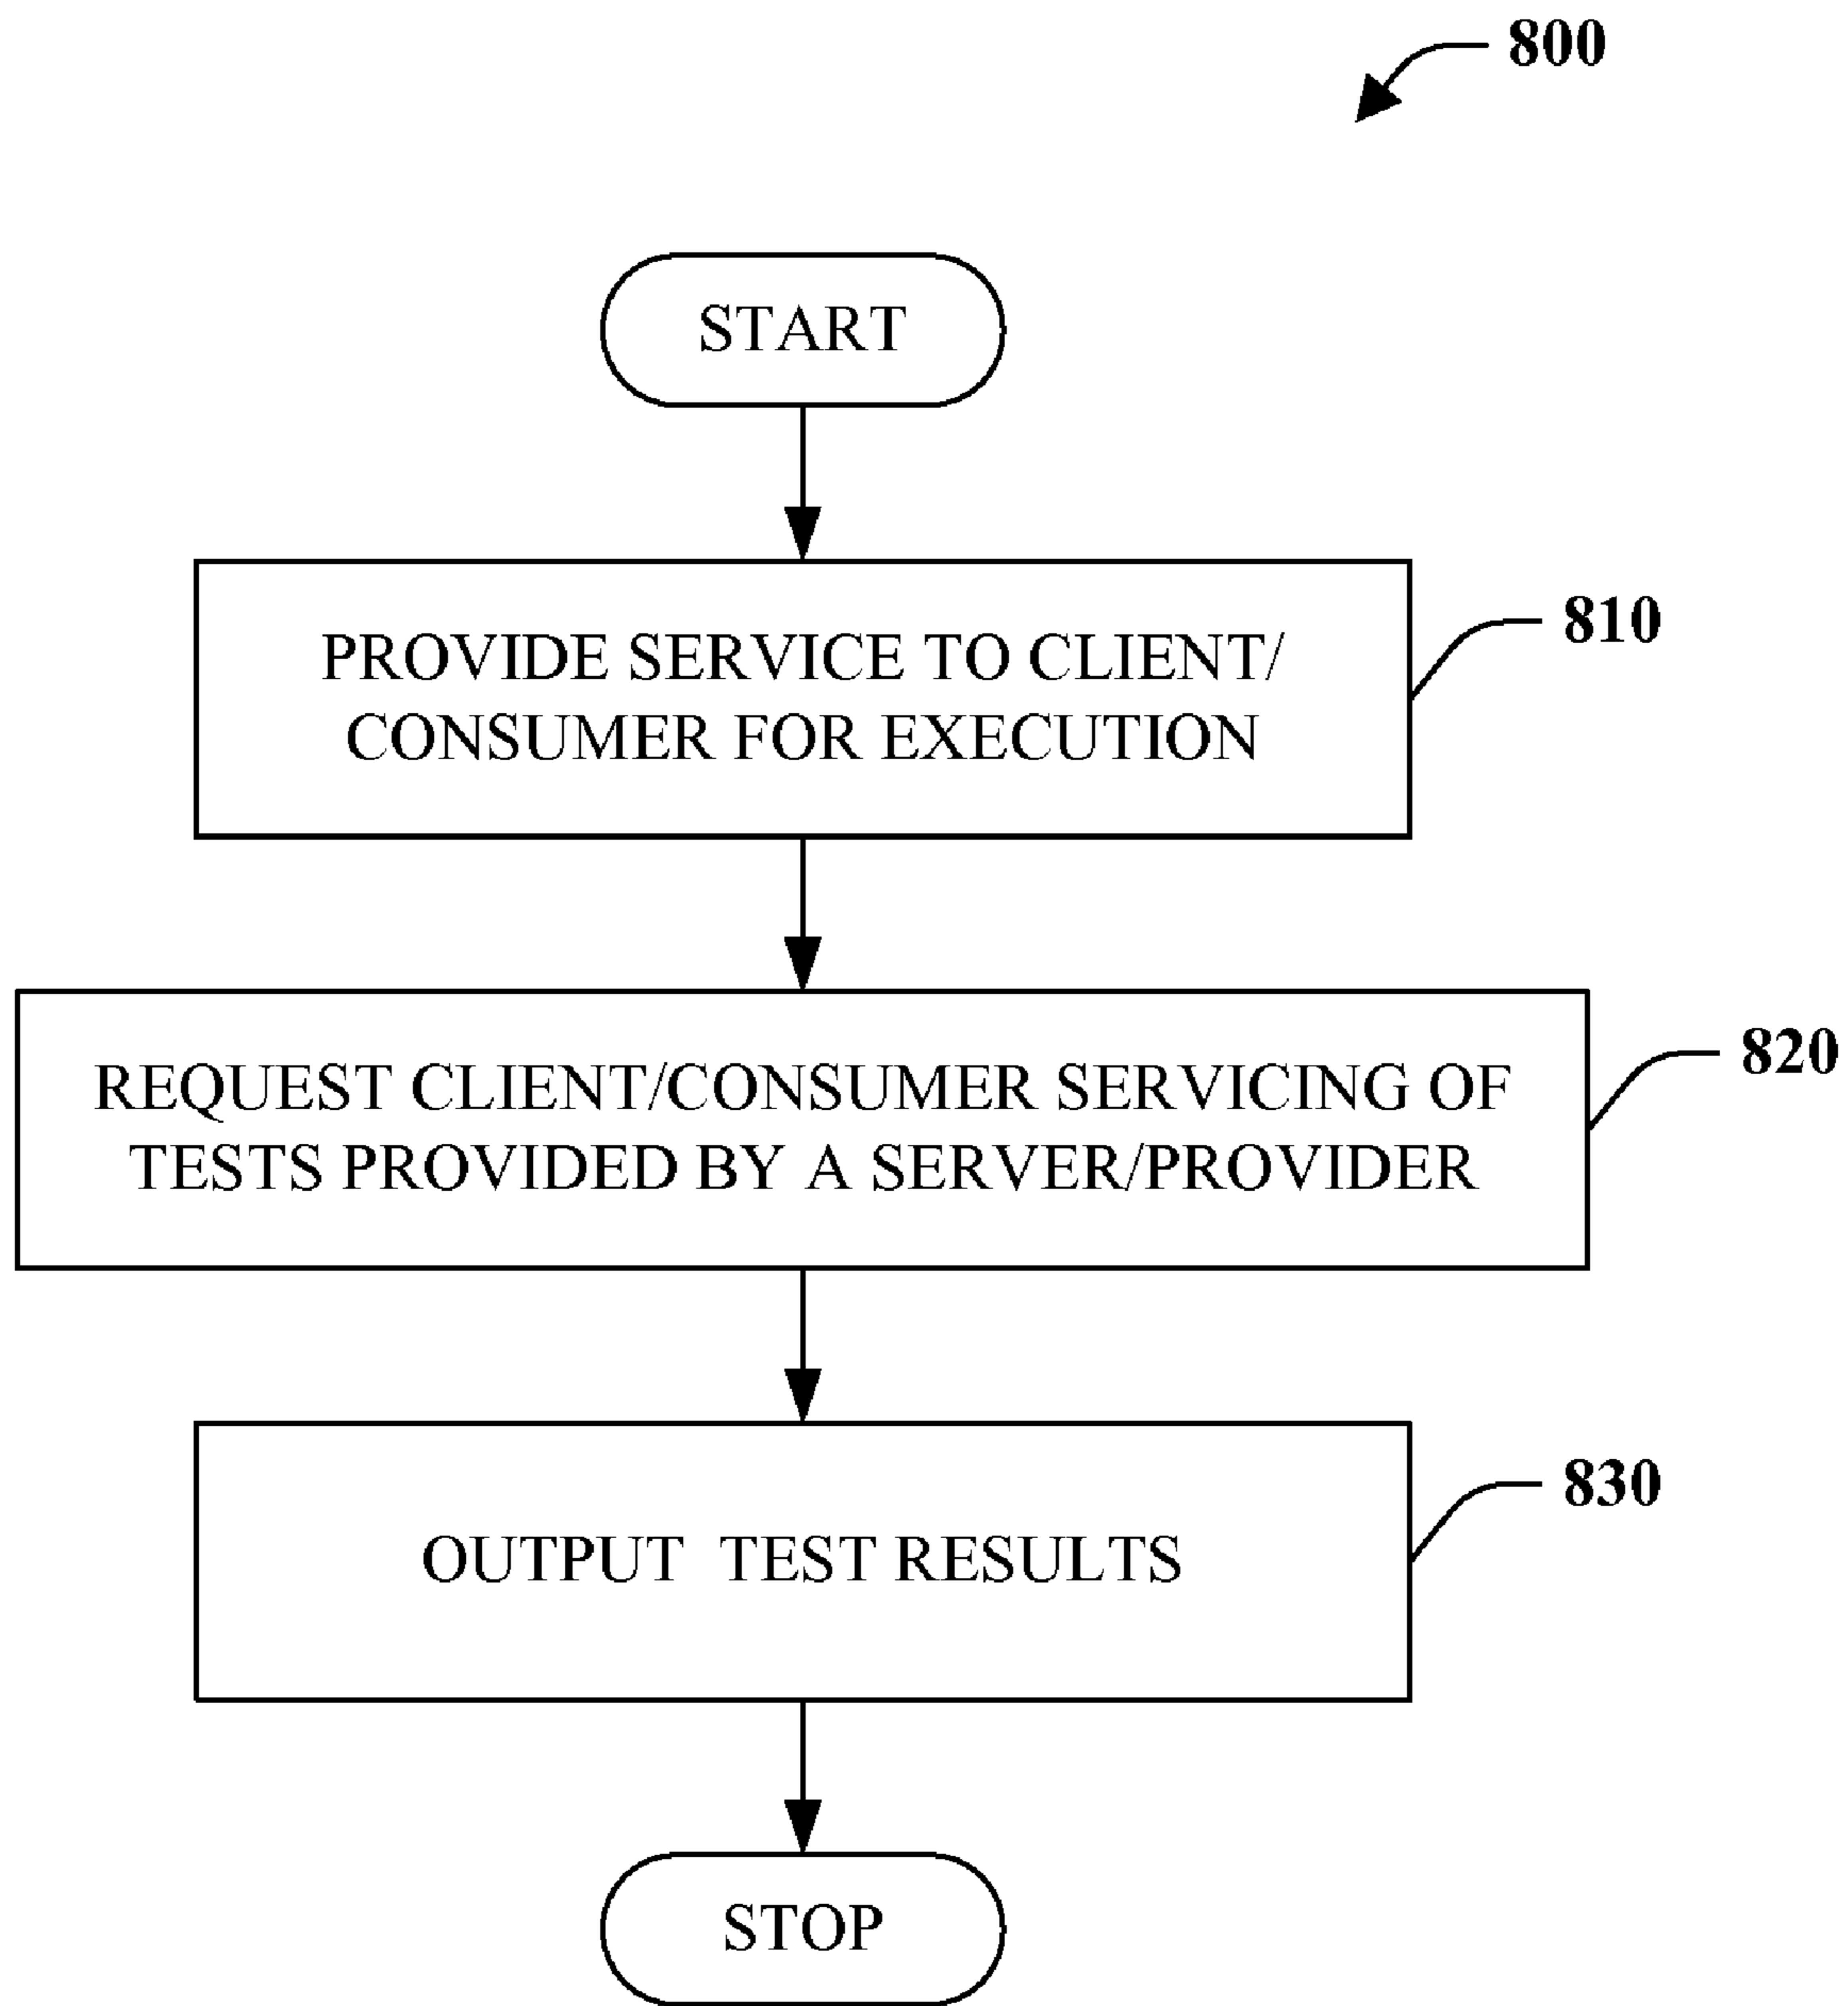 800
START
PROVIDE SERVICE TO CLIENT/
CONSUMER FOR EXECUTION
810
REQUEST CLIENT/CONSUMER SERVICING OF
TESTS PROVIDED BY A SERVER/PROVIDER
820
OUTPUT TEST RESULTS
830
STOP